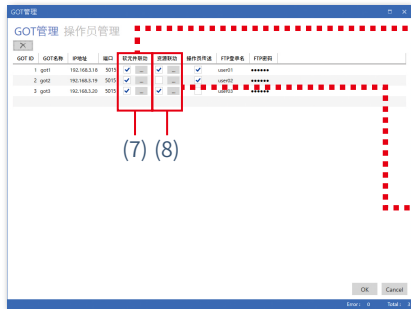 GOT管理
GOT管理 操作员管理
GOT ID GOT名称 IP地址 端口 软元件联动 资源联动 操作员传送 FTP登录名 FTP密码
1 got1 192.168.3.18 5015 ... ... user01 ●●●●●●
2 got2 192.168.3.19 5015 ... ... user02 ●●●●●●
3 got3 192.168.3.20 5015 ... ... user03 ●●●●●●
(7) (8)
OK Cancel
Error: 0 Total: 3